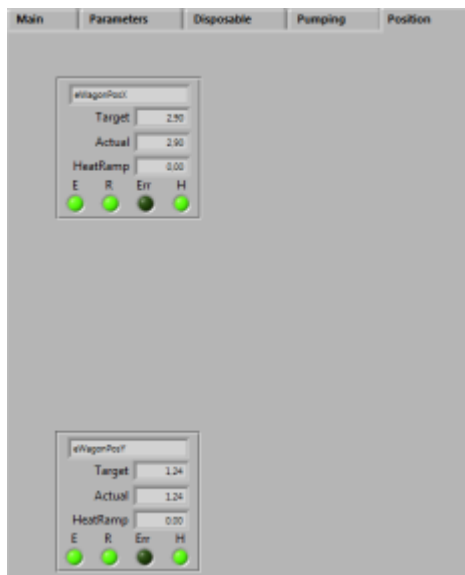 Main Parameters Disposable Pumping Position
eWagonPosX
Target 2.90
Actual 2.90
HeatRamp 0.00
E R Err H
eWagonPosY
Target 1.24
Actual 1.24
HeatRamp 0.00
E R Err H